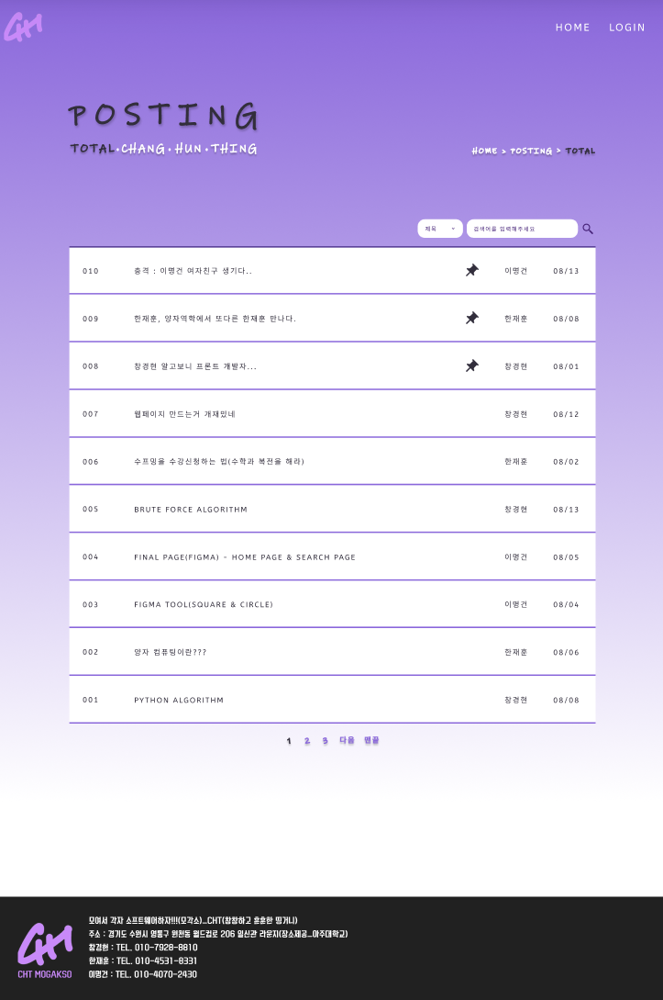 CHT
HOME LOGIN
POSTING
TOTAL·CHANG·HUN·THING
HOME > POSTING > TOTAL
제목 검색어를 입력해주세요
010 충격 : 이명건 여자친구 생기다.. 이명건 08/13
009 한재훈, 양자역학에서 또다른 한재훈 만나다. 한재훈 08/08
008 창경현 알고보니 프론트 개발자... 창경현 08/01
007 웹페이지 만드는거 개재밌네 창경현 08/12
006 수프밍을 수강신청하는 법(수학과 복전을 해라) 한재훈 08/02
005 BRUTE FORCE ALGORITHM 창경현 08/13
004 FINAL PAGE(FIGMA) - HOME PAGE & SEARCH PAGE 이명건 08/05
003 FIGMA TOOL(SQUARE & CIRCLE) 이명건 08/04
002 양자 컴퓨팅이란??? 한재훈 08/06
001 PYTHON ALGORITHM 창경현 08/08
1 2 3 다음 맨끝
모여서 각자 소프트웨어하자!!!(모각소)_CHT(창창하고 훈훈한 띵거니)
주소 : 경기도 수원시 영통구 원천동 월드컵로 206 일신관 라운지(장소제공_아주대학교)
창경현 : TEL. 010-7928-8810
한재훈 : TEL. 010-4531-8331
이명건 : TEL. 010-4070-2430
CHT
CHT MOGAKSO